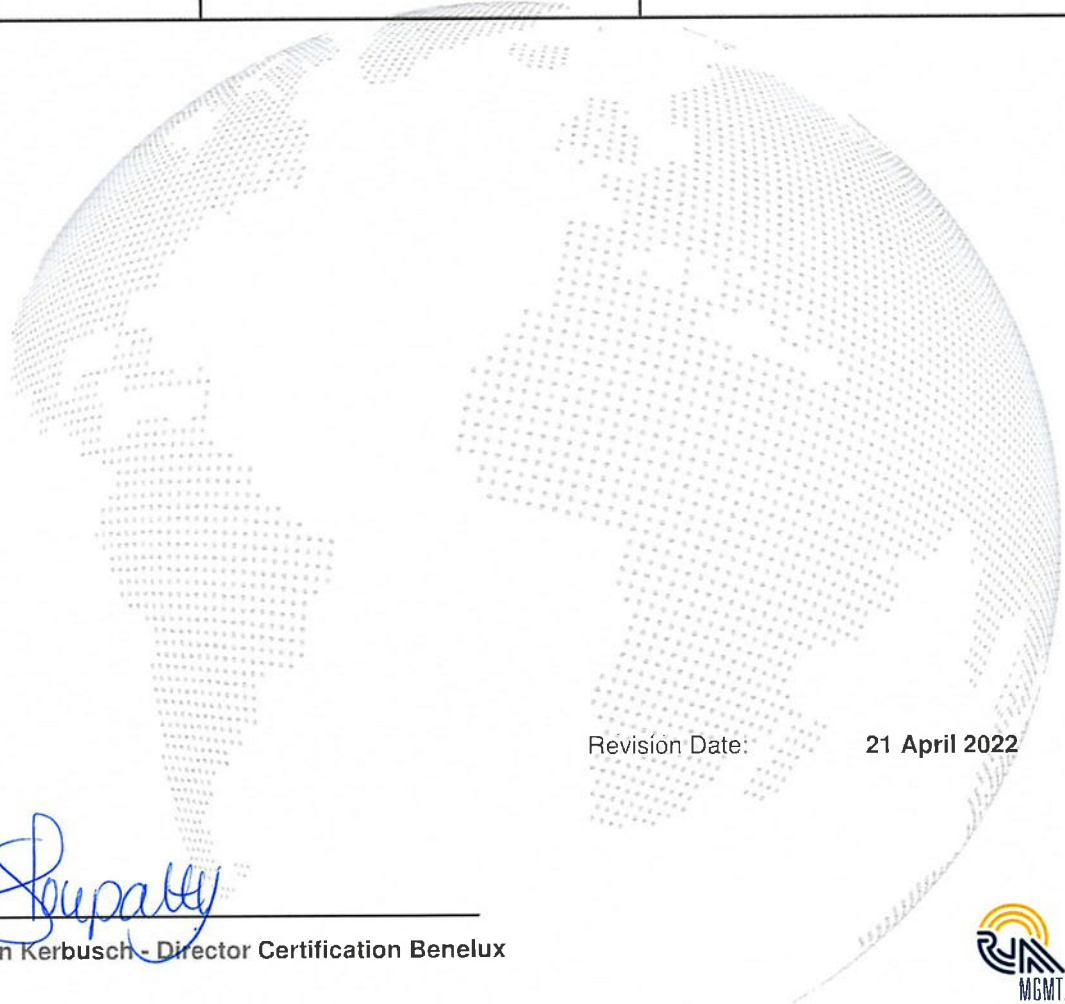 Revision Date: 21 April 2022
n Kerbusch - Director Certification Benelux
MGMT.